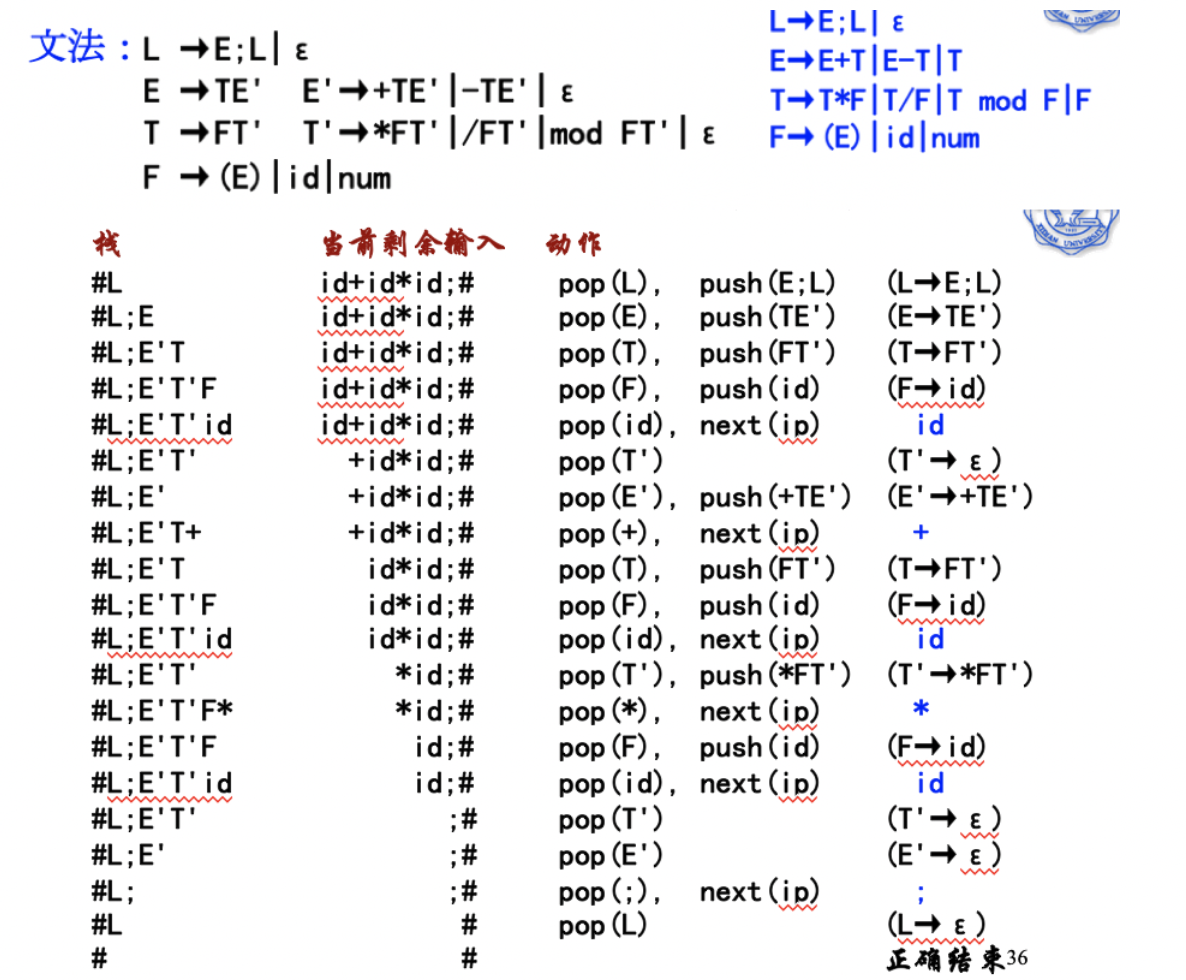 文法：L →E;L| ε
E →TE'  E'→+TE'|-TE'| ε
T →FT'  T'→*FT'|/FT'|mod FT'| ε
F →(E)|id|num
L→E;L| ε
E→E+T|E-T|T
T→T*F|T/F|T mod F|F
F→(E)|id|num
栈 当前剩余输入 动作
#L id+id*id;# pop(L), push(E;L) (L→E;L)
#L;E id+id*id;# pop(E), push(TE') (E→TE')
#L;E'T id+id*id;# pop(T), push(FT') (T→FT')
#L;E'T'F id+id*id;# pop(F), push(id) (F→id)
#L;E'T'id id+id*id;# pop(id), next(ip) id
#L;E'T' +id*id;# pop(T') (T'→ ε)
#L;E' +id*id;# pop(E'), push(+TE') (E'→+TE')
#L;E'T+ +id*id;# pop(+), next(ip) +
#L;E'T id*id;# pop(T), push(FT') (T→FT')
#L;E'T'F id*id;# pop(F), push(id) (F→id)
#L;E'T'id id*id;# pop(id), next(ip) id
#L;E'T' *id;# pop(T'), push(*FT') (T'→*FT')
#L;E'T'F* *id;# pop(*), next(ip) *
#L;E'T'F id;# pop(F), push(id) (F→id)
#L;E'T'id id;# pop(id), next(ip) id
#L;E'T' ;# pop(T') (T'→ ε)
#L;E' ;# pop(E') (E'→ ε)
#L; ;# pop(;), next(ip) ;
#L # pop(L) (L→ ε)
# # 正确结束36